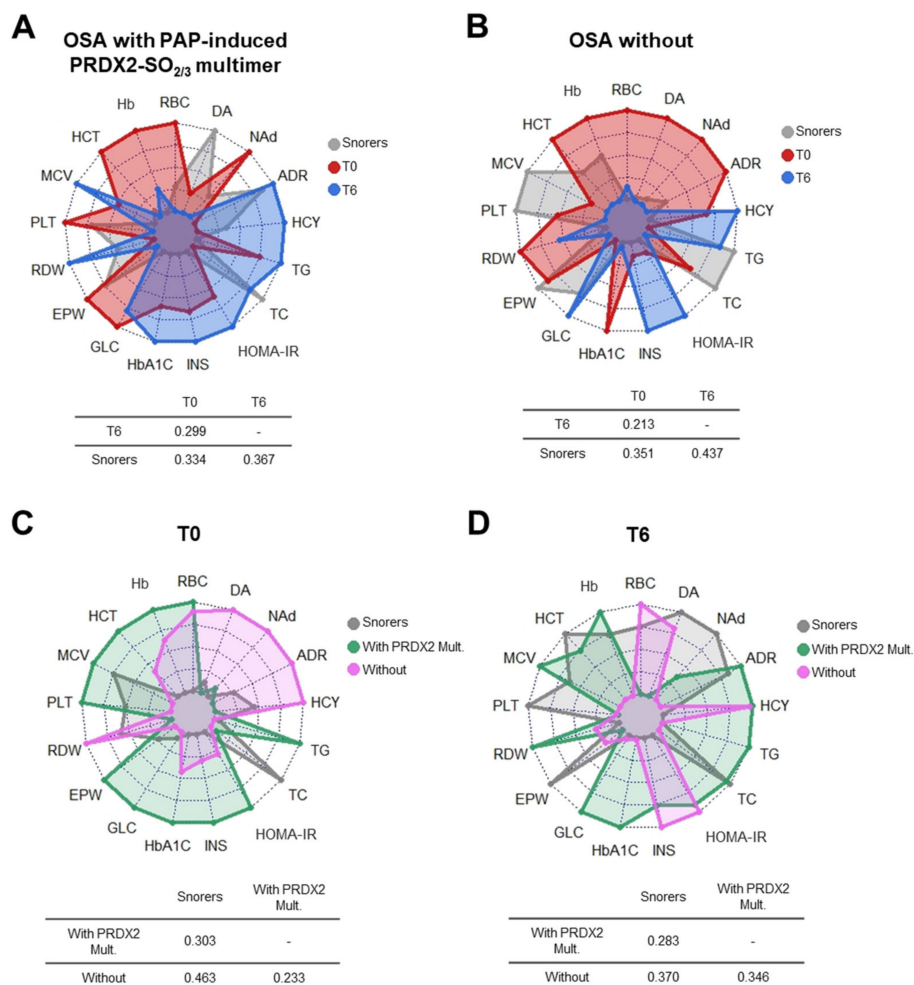 A
OSA with PAP-induced
PRDX2-SO2/3 multimer
RBC
DA
NAd
ADR
HCY
TG
TC
HOMA-IR
INS
HbA1C
GLC
EPW
RDW
PLT
MCV
HCT
Hb
Snorers
T0
T6
T0 T6
T6 0.299 -
Snorers 0.334 0.367
B
OSA without
RBC
DA
NAd
ADR
HCY
TG
TC
HOMA-IR
INS
HbA1C
GLC
EPW
RDW
PLT
MCV
HCT
Hb
Snorers
T0
T6
T0 T6
T6 0.213 -
Snorers 0.351 0.437
C
T0
RBC
DA
NAd
ADR
HCY
TG
TC
HOMA-IR
INS
HbA1C
GLC
EPW
RDW
PLT
MCV
HCT
Hb
Snorers
With PRDX2 Mult.
Without
Snorers With PRDX2
Mult.
With PRDX2
Mult. 0.303 -
Without 0.463 0.233
D
T6
RBC
DA
NAd
ADR
HCY
TG
TC
HOMA-IR
INS
HbA1C
GLC
EPW
RDW
PLT
MCV
HCT
Hb
Snorers
With PRDX2 Mult.
Without
Snorers With PRDX2
Mult.
With PRDX2
Mult. 0.283 -
Without 0.370 0.346